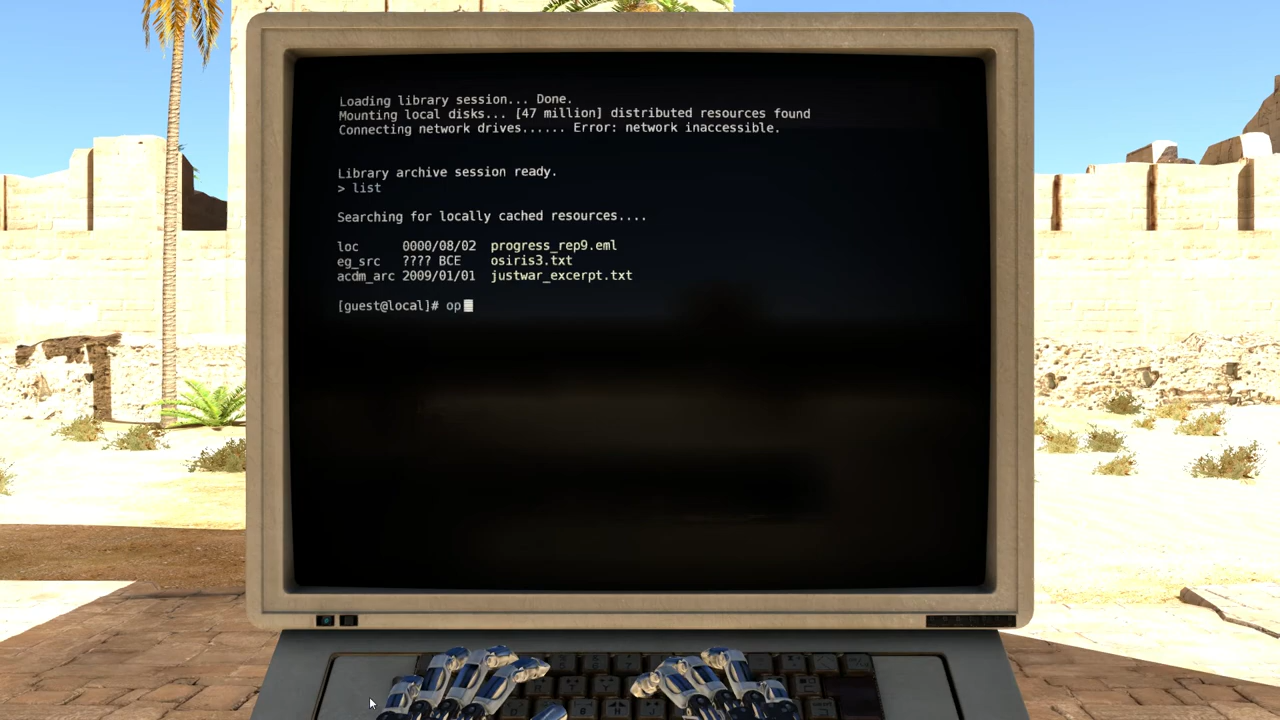 Loading library session... Done.
Mounting local disks... [47 million] distributed resources found
Connecting network drives...... Error: network inaccessible.
Library archive session ready.
> list
Searching for locally cached resources....
loc 0000/08/02 progress_rep9.eml
eg_src ???? BCE osiris3.txt
acdm_arc 2009/01/01 justwar_excerpt.txt
[guest@local]# op